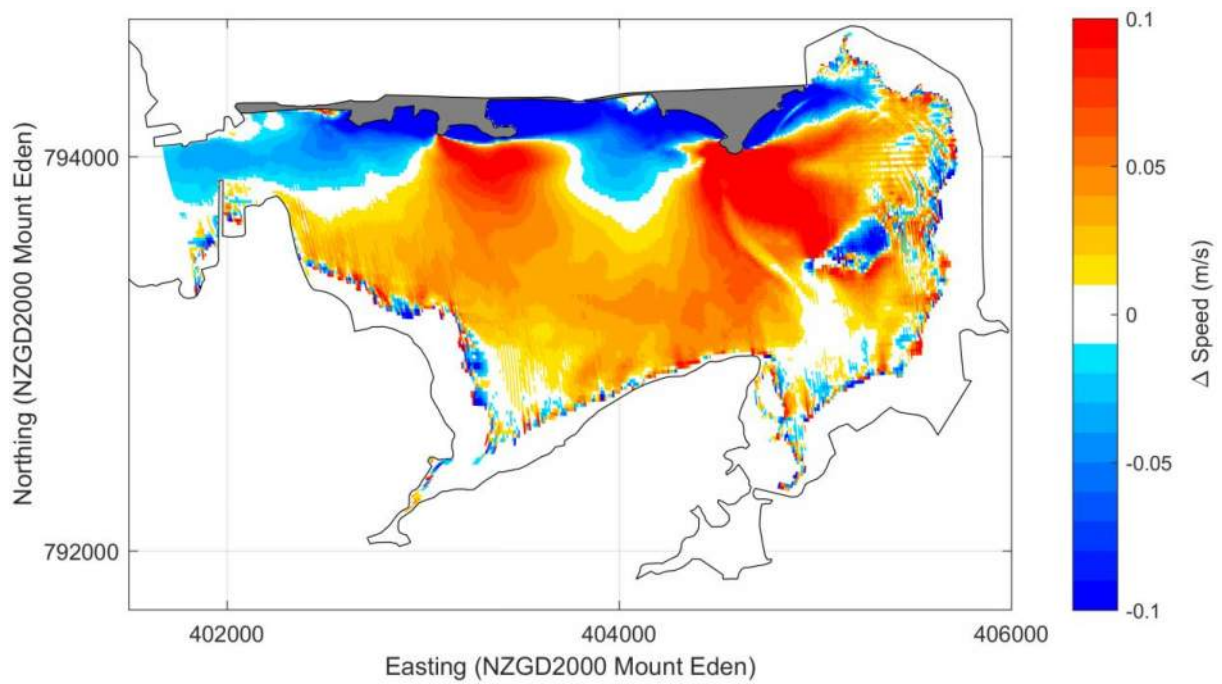 0.1
0.05
0
-0.05
-0.1
Δ Speed (m/s)
794000
792000
Northing (NZGD2000 Mount Eden)
402000 404000 406000
Easting (NZGD2000 Mount Eden)